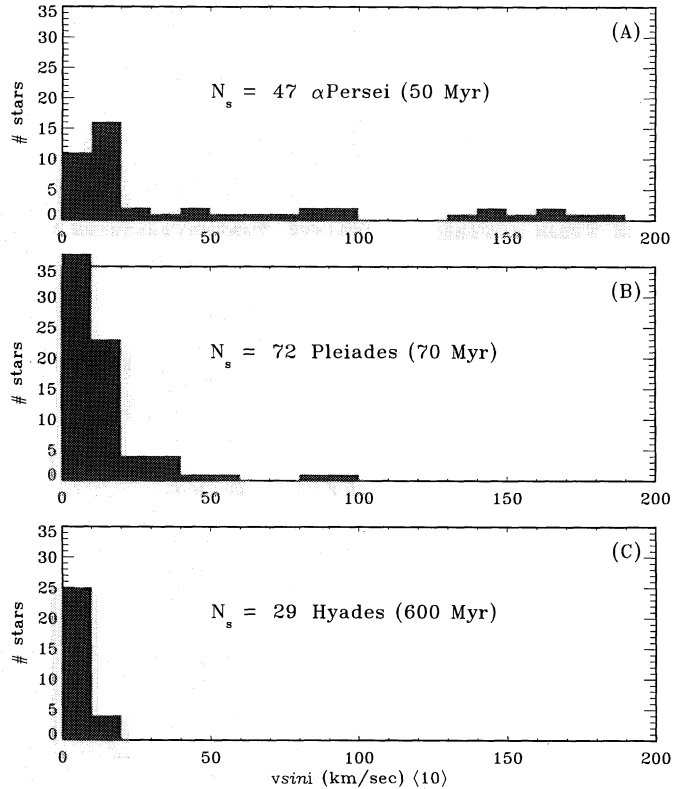 35
(A)
30
25
N_s = 47 αPersei (50 Myr)
20
# stars
15
10
5
0
0 50 100 150 200
35
(B)
30
25
N_s = 72 Pleiades (70 Myr)
20
# stars
15
10
5
0
0 50 100 150 200
35
(C)
30
25
N_s = 29 Hyades (600 Myr)
20
# stars
15
10
5
0
0 50 100 150 200
vsini (km/sec) ⟨10⟩